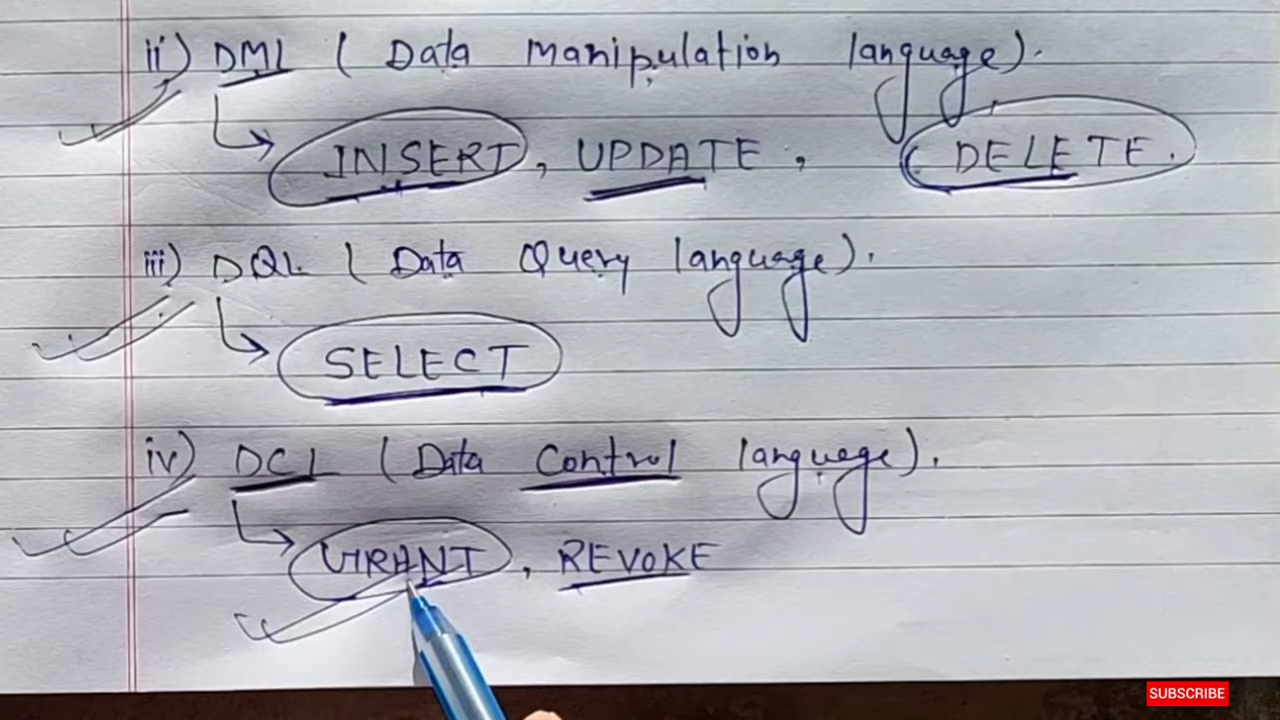 ii) DML ( Data Manipulation language).
INSERT, UPDATE, DELETE.
iii) DQL ( Data Query language).
SELECT
iv) DCL ( Data Control language).
GRANT, REVOKE
SUBSCRIBE